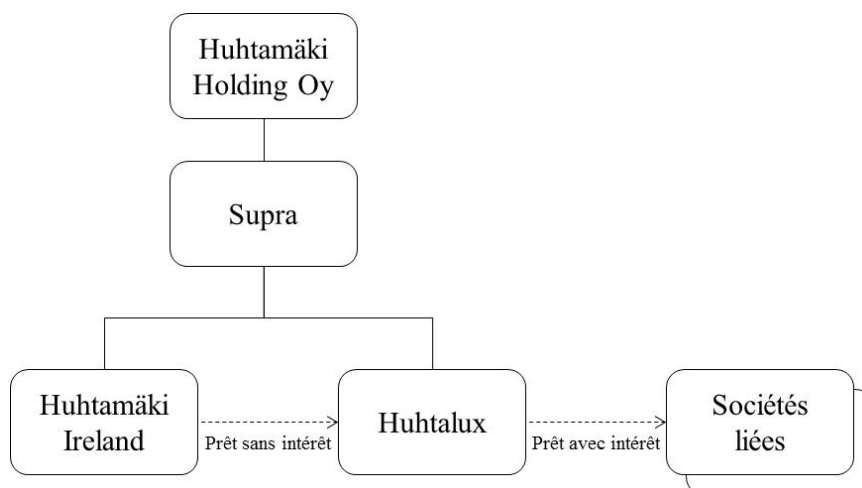 Huhtamäki
Holding Oy
Supra
Huhtamäki
Ireland
Prêt sans intérêt
Huhtalux
Prêt avec intérêt
Sociétés
liées